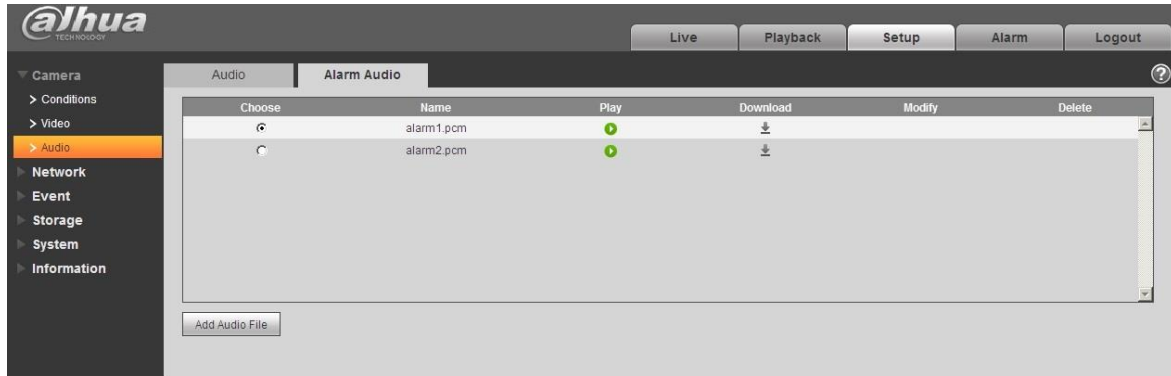 alhua
TECHNOLOGY
Live Playback Setup Alarm Logout
Camera
> Conditions
> Video
> Audio
Network
Event
Storage
System
Information
Audio Alarm Audio ?
Choose Name Play Download Modify Delete
alarm1.pcm
alarm2.pcm
Add Audio File